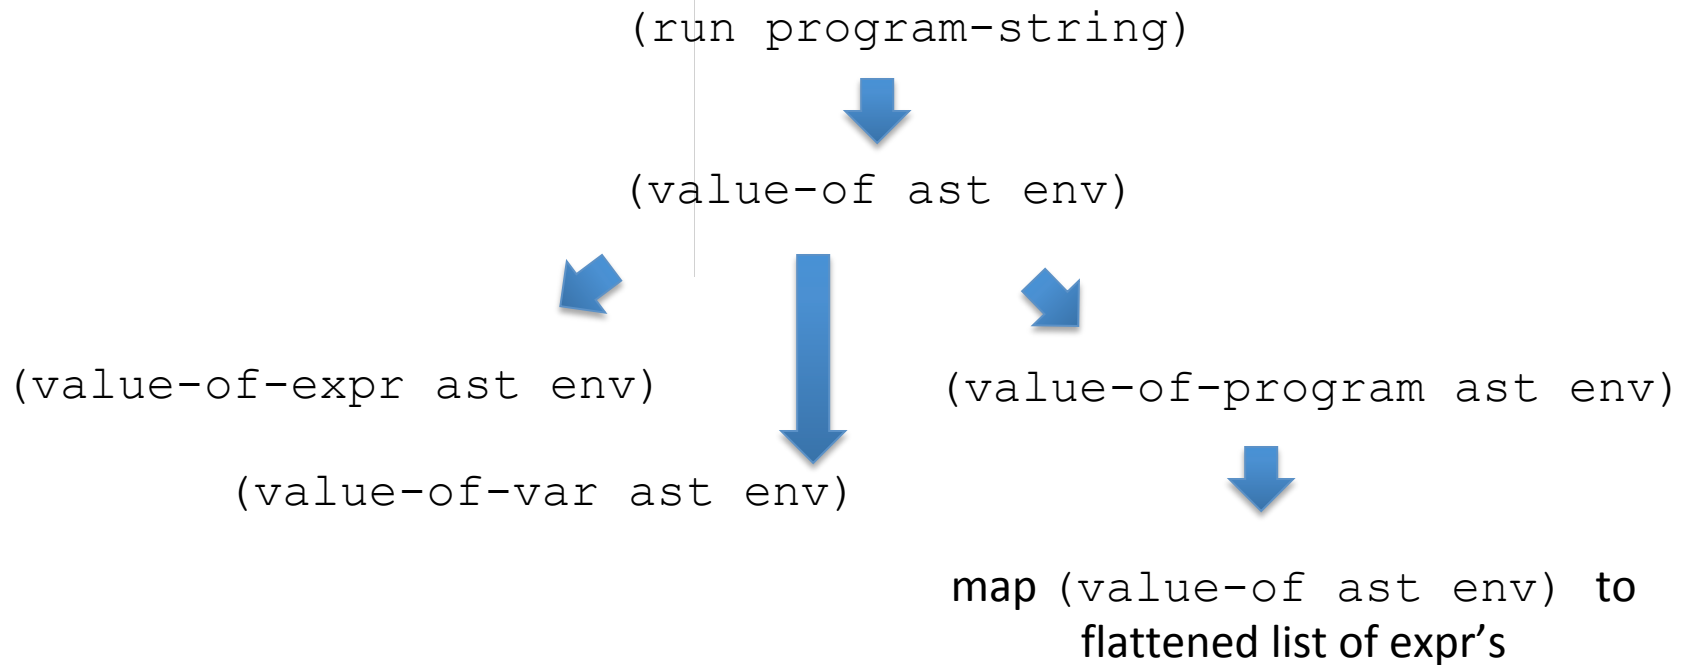 (run program-string)
(value-of ast env)
(value-of-expr ast env)
(value-of-program ast env)
(value-of-var ast env)
map (value-of ast env) to
flattened list of expr’s